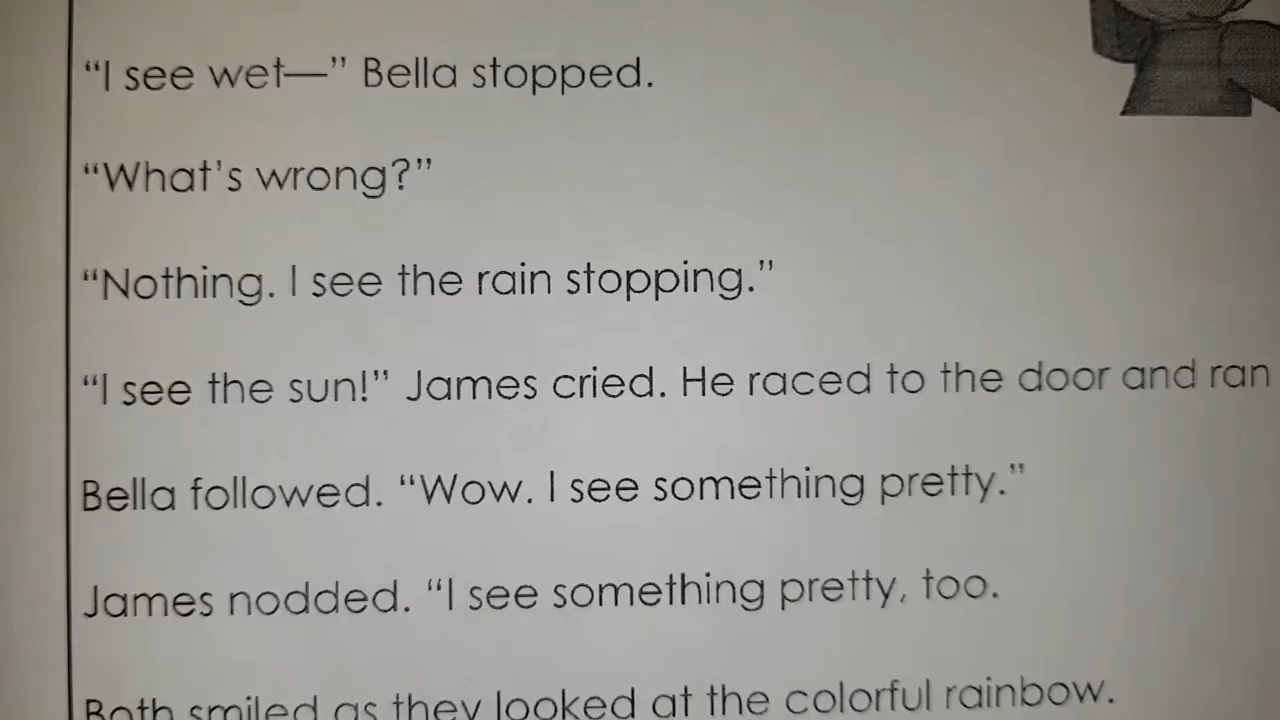 “I see wet—” Bella stopped.
“What's wrong?”
“Nothing. I see the rain stopping.”
“I see the sun!” James cried. He raced to the door and ran
Bella followed. “Wow. I see something pretty.”
James nodded. “I see something pretty, too.
Both smiled as they looked at the colorful rainbow.